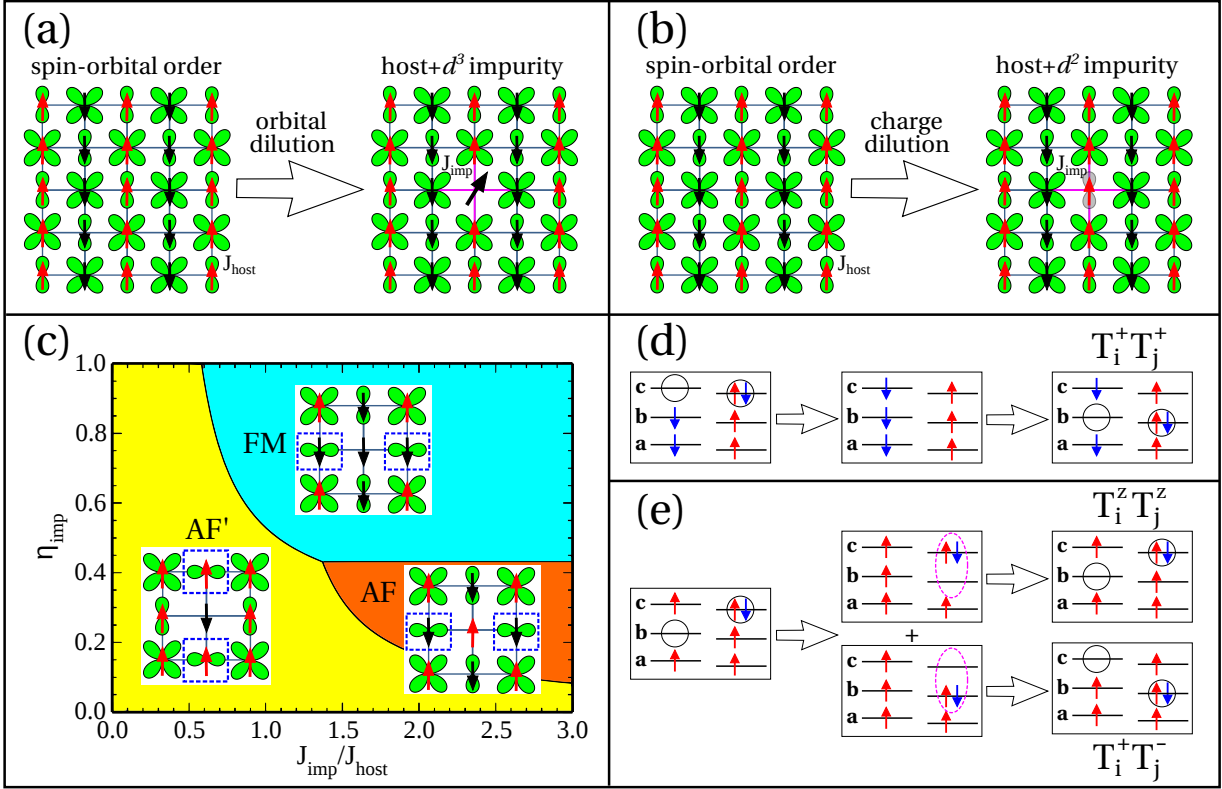 (a)
spin-orbital order
host+d³ impurity
orbital
dilution
J_imp
J_host
(b)
spin-orbital order
host+d² impurity
charge
dilution
J_imp
J_host
(c)
η_imp
1.0
0.8
0.6
0.4
0.2
0.0
FM
AF'
AF
0.0 0.5 1.0 1.5 2.0 2.5 3.0
J_imp/J_host
(d)
T_i^+ T_j^+
c
b
a
c
b
a
c
b
a
(e)
T_i^z T_j^z
c
b
a
c
b
a
+
c
b
a
c
b
a
c
b
a
T_i^+ T_j^-